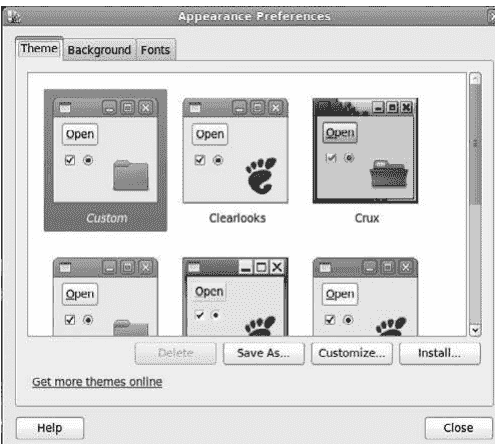 Appearance Preferences
Theme Background Fonts
Open Open Open
Custom Clearlooks Crux
Open Open Open
Delete Save As... Customize... Install...
Get more themes online
Help Close